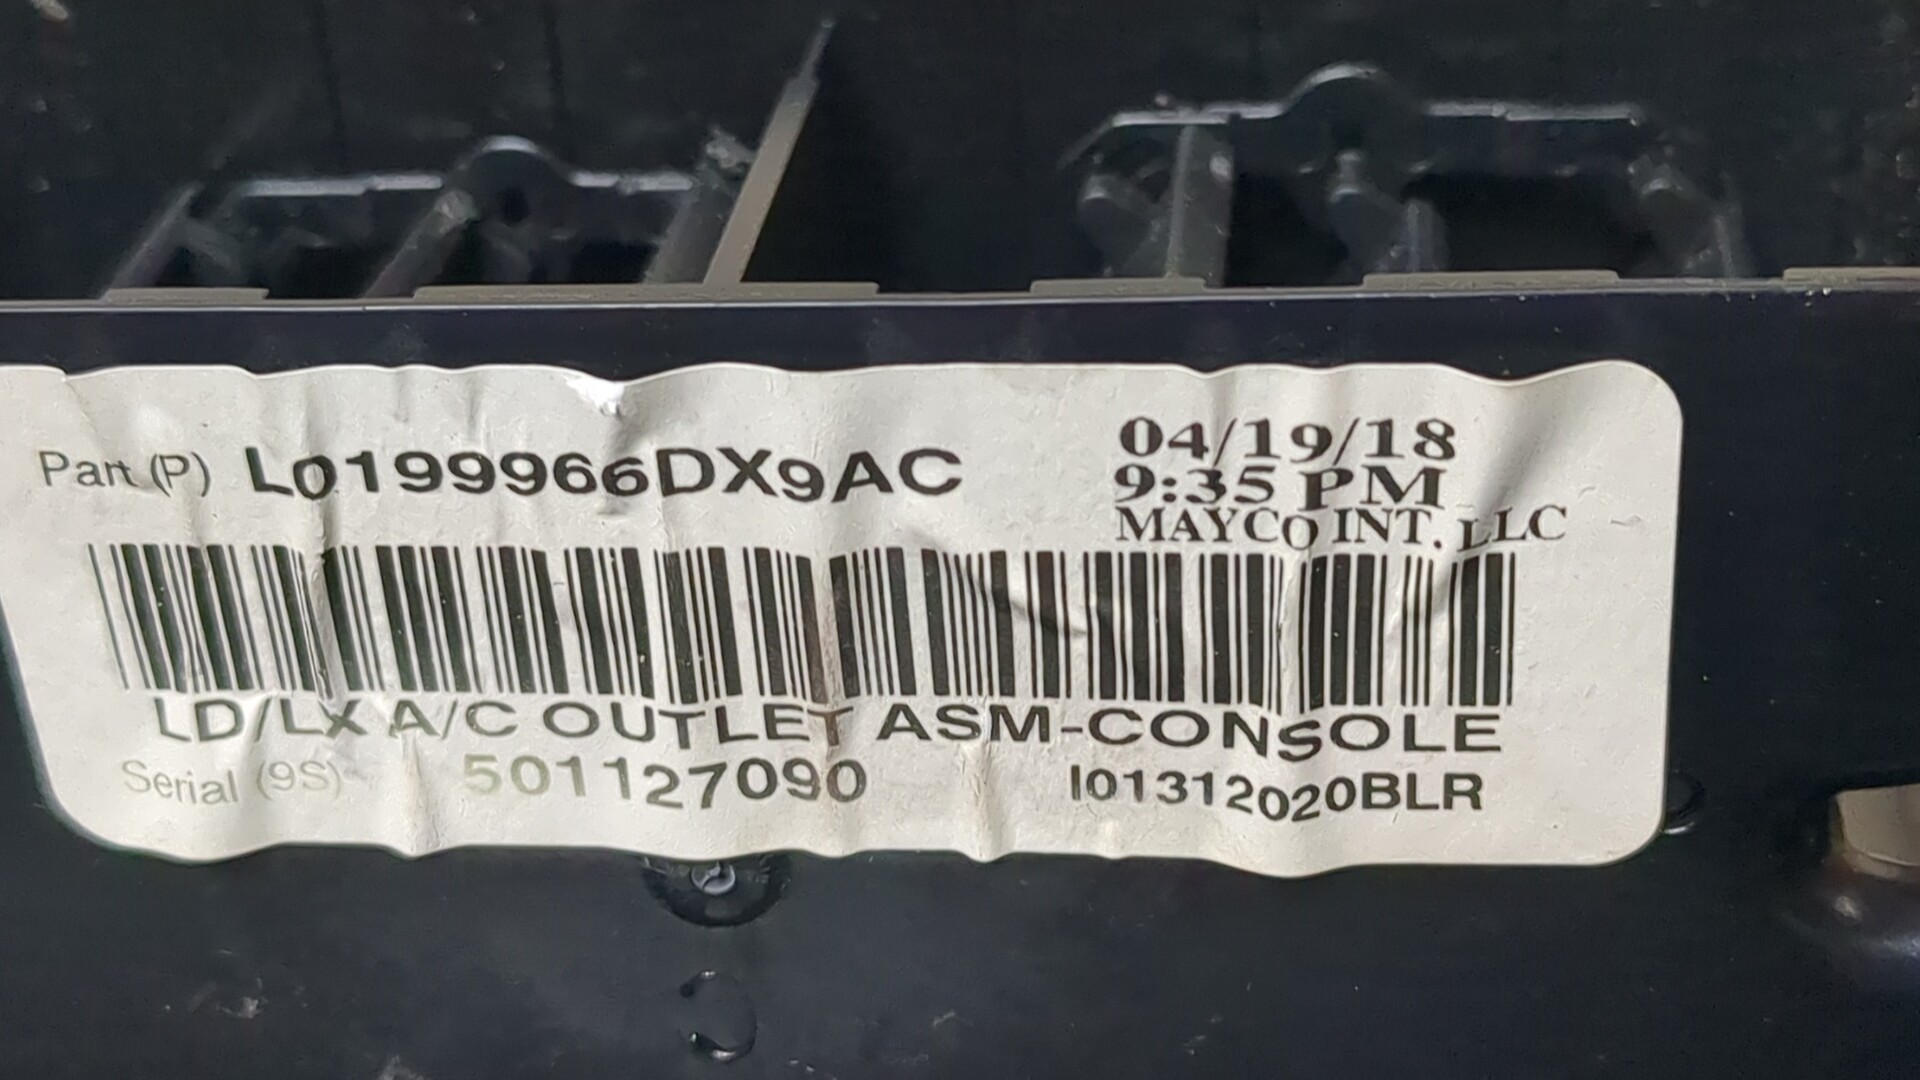 Part (P) L0199966DX9AC
04/19/18
9:35 PM
MAYCO INT. LLC
LD/LX A/C OUTLET ASM-CONSOLE
Serial (9S) 501127090 I01312020BLR